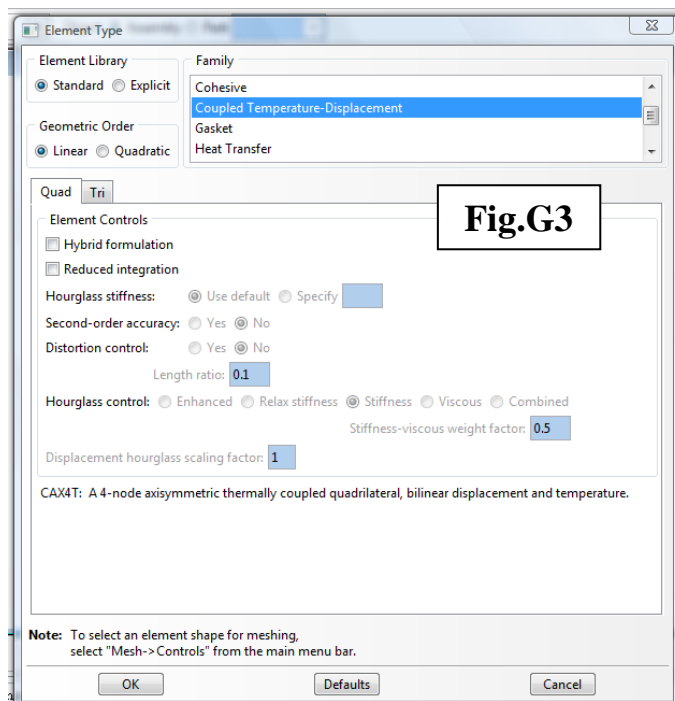 Element Type
Element Library
Family
Standard Explicit
Cohesive
Coupled Temperature-Displacement
Gasket
Heat Transfer
Geometric Order
Linear Quadratic
Quad Tri
Fig.G3
Element Controls
Hybrid formulation
Reduced integration
Hourglass stiffness: Use default Specify
Second-order accuracy: Yes No
Distortion control: Yes No
Length ratio: 0.1
Hourglass control: Enhanced Relax stiffness Stiffness Viscous Combined
Stiffness-viscous weight factor: 0.5
Displacement hourglass scaling factor: 1
CAX4T: A 4-node axisymmetric thermally coupled quadrilateral, bilinear displacement and temperature.
Note: To select an element shape for meshing,
select "Mesh->Controls" from the main menu bar.
OK Defaults Cancel